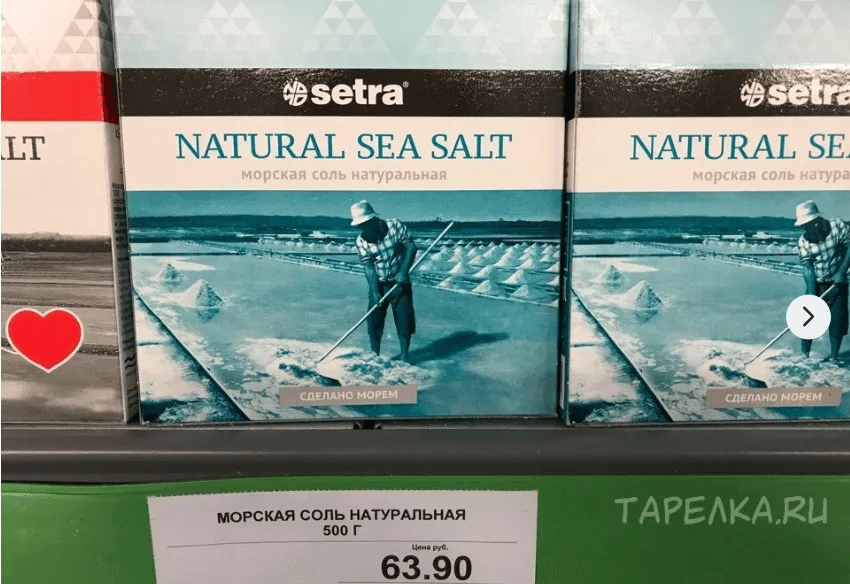 setra®
NATURAL SEA SALT
морская соль натуральная
СДЕЛАНО МОРЕМ
LT
setra
NATURAL SE
морская соль натура
СДЕЛАНО МОРЕМ
МОРСКАЯ СОЛЬ НАТУРАЛЬНАЯ
500 Г
Цена руб.
63.90
ТАРЕЛКА.RU